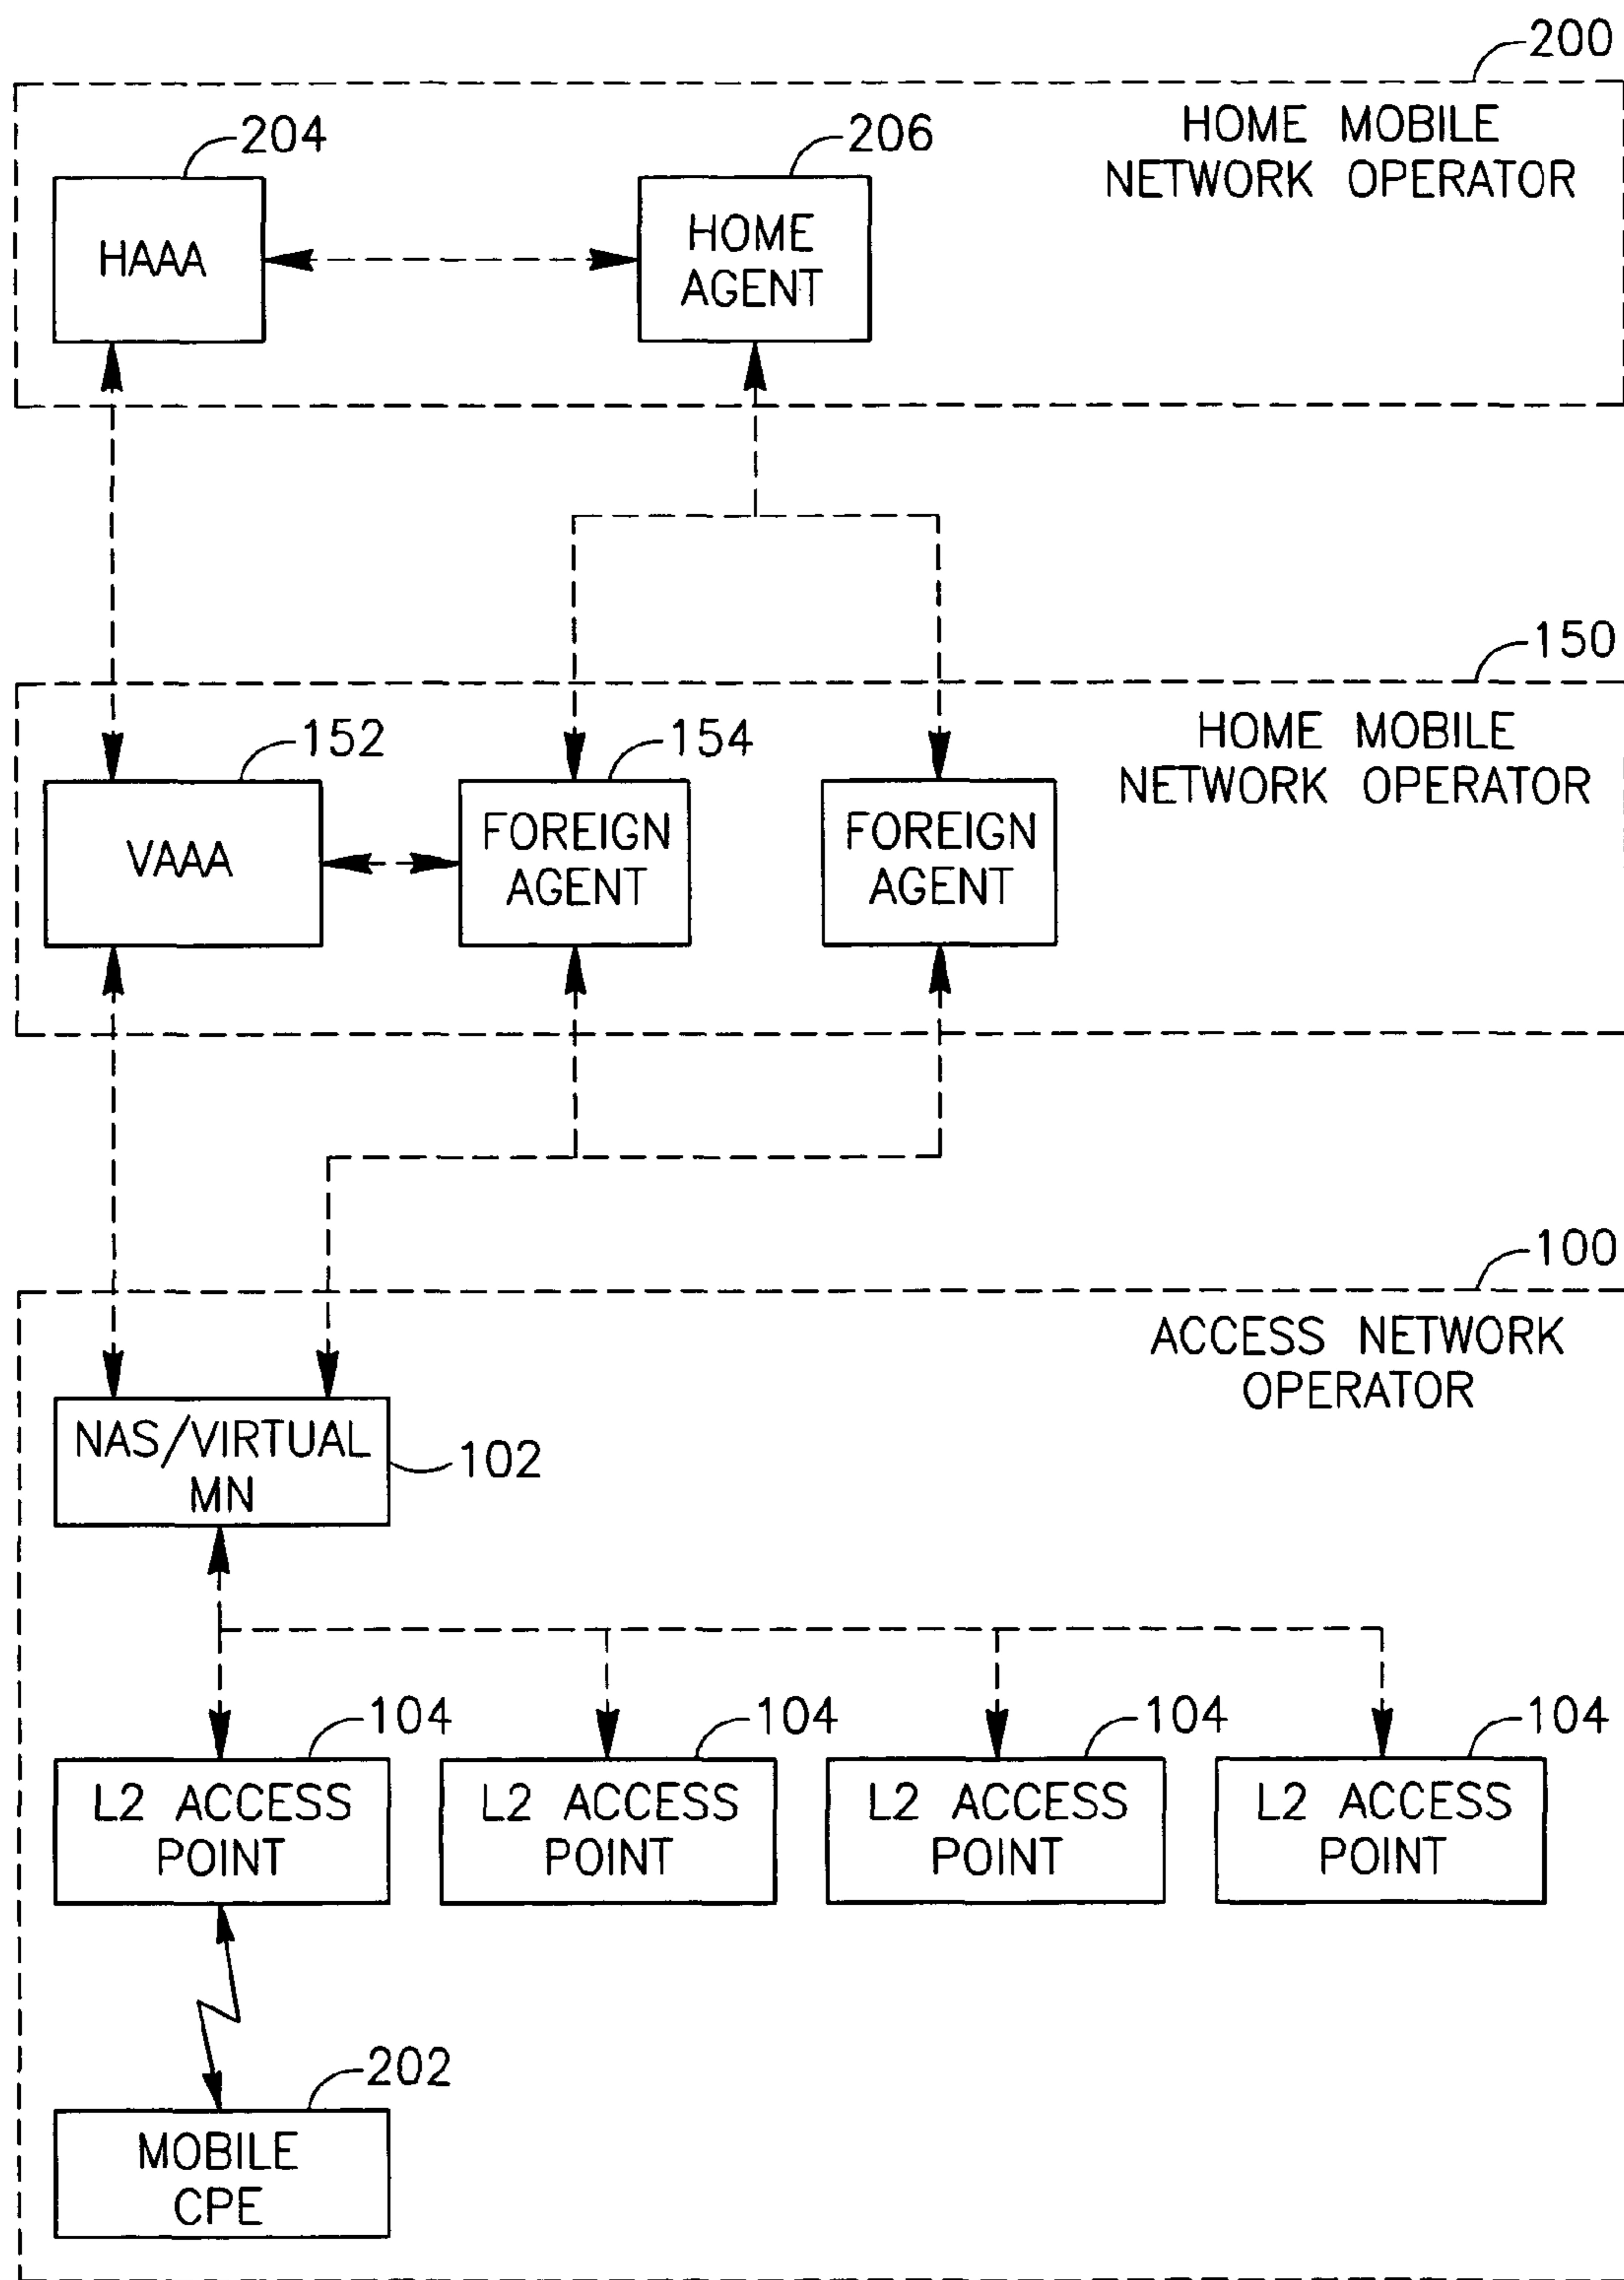 200
HOME MOBILE
NETWORK OPERATOR
204
206
HAAA
HOME
AGENT
150
HOME MOBILE
NETWORK OPERATOR
152
154
VAAA
FOREIGN
AGENT
FOREIGN
AGENT
100
ACCESS NETWORK
OPERATOR
NAS/VIRTUAL
MN
102
104
104
104
104
L2 ACCESS
POINT
L2 ACCESS
POINT
L2 ACCESS
POINT
L2 ACCESS
POINT
202
MOBILE
CPE